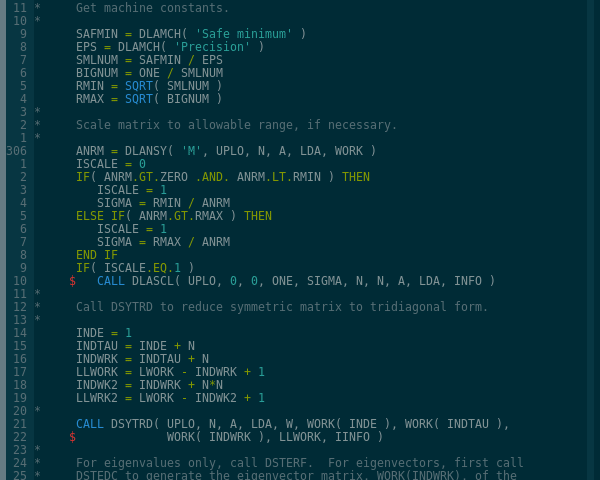 11 *     Get machine constants.
10 *
9       SAFMIN = DLAMCH( 'Safe minimum' )
8       EPS = DLAMCH( 'Precision' )
7       SMLNUM = SAFMIN / EPS
6       BIGNUM = ONE / SMLNUM
5       RMIN = SQRT( SMLNUM )
4       RMAX = SQRT( BIGNUM )
3 *
2 *     Scale matrix to allowable range, if necessary.
1 *
306       ANRM = DLANSY( 'M', UPLO, N, A, LDA, WORK )
1       ISCALE = 0
2       IF( ANRM.GT.ZERO .AND. ANRM.LT.RMIN ) THEN
3          ISCALE = 1
4          SIGMA = RMIN / ANRM
5       ELSE IF( ANRM.GT.RMAX ) THEN
6          ISCALE = 1
7          SIGMA = RMAX / ANRM
8       END IF
9       IF( ISCALE.EQ.1 )
10      $   CALL DLASCL( UPLO, 0, 0, ONE, SIGMA, N, N, A, LDA, INFO )
11 *
12 *     Call DSYTRD to reduce symmetric matrix to tridiagonal form.
13 *
14       INDE = 1
15       INDTAU = INDE + N
16       INDWRK = INDTAU + N
17       LLWORK = LWORK - INDWRK + 1
18       INDWK2 = INDWRK + N*N
19       LLWRK2 = LWORK - INDWK2 + 1
20 *
21       CALL DSYTRD( UPLO, N, A, LDA, W, WORK( INDE ), WORK( INDTAU ),
22      $             WORK( INDWRK ), LLWORK, IINFO )
23 *
24 *     For eigenvalues only, call DSTERF.  For eigenvectors, first call
25 *     DSTEDC to generate the eigenvector matrix, WORK(INDWRK), of the